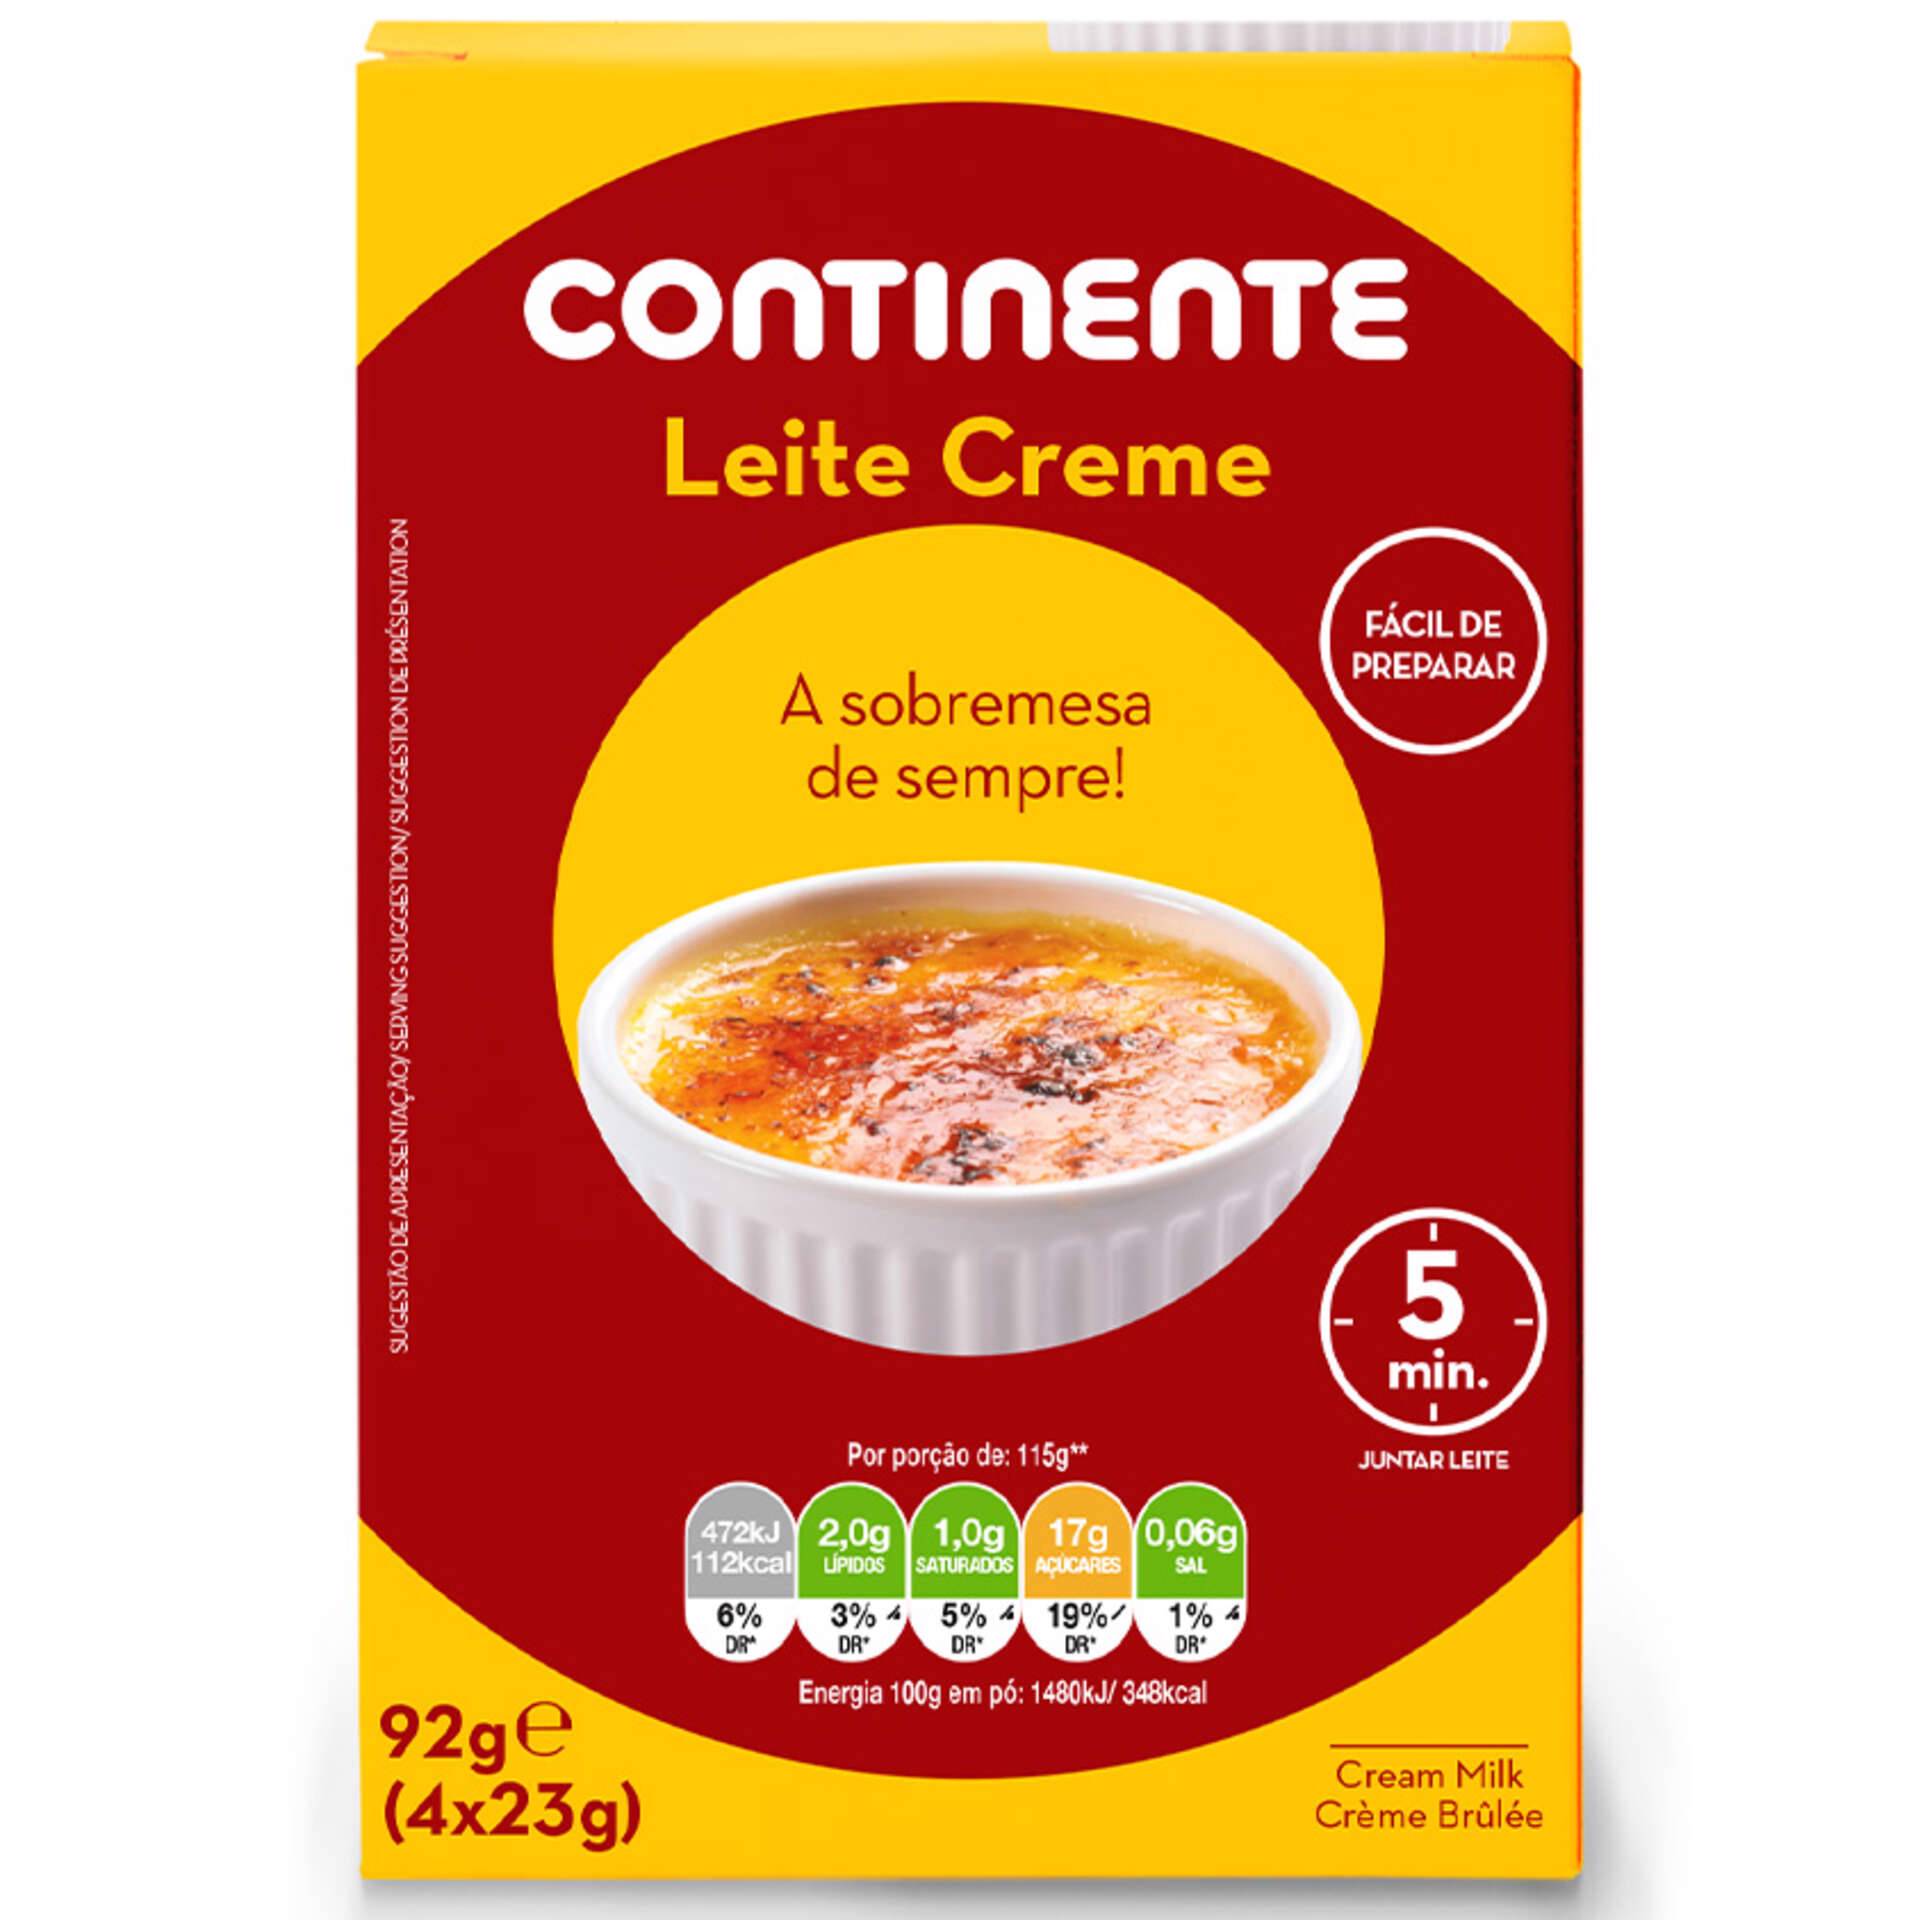 CONTINENTE
Leite Creme
FÁCIL DE
PREPARAR
A sobremesa
de sempre!
SUGESTÃO DE APRESENTAÇÃO/SERVING SUGGESTION/SUGGESTION DE PRÉSENTATION
5
min.
JUNTAR LEITE
Por porção de: 115g**
472kJ 2,0g 1,0g 17g 0,06g
112kcal LÍPIDOS SATURADOS AÇÚCARES SAL
6% 3% 5% 19% 1%
DR* DR* DR* DR* DR*
Energia 100g em pó: 1480kJ/ 348kcal
92g℮
(4x23g)
Cream Milk
Crème Brûlée